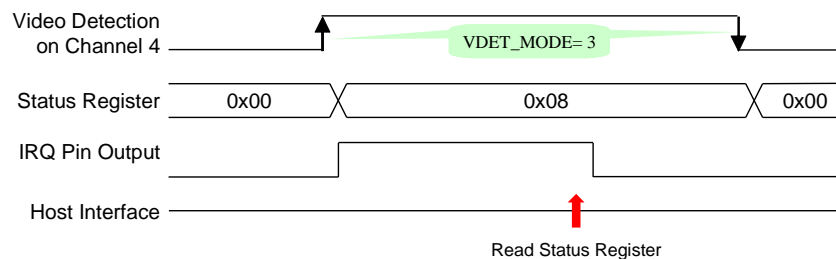 Video Detection
on Channel 4
VDET_MODE= 3
Status Register
0x00
0x08
0x00
IRQ Pin Output
Host Interface
Read Status Register